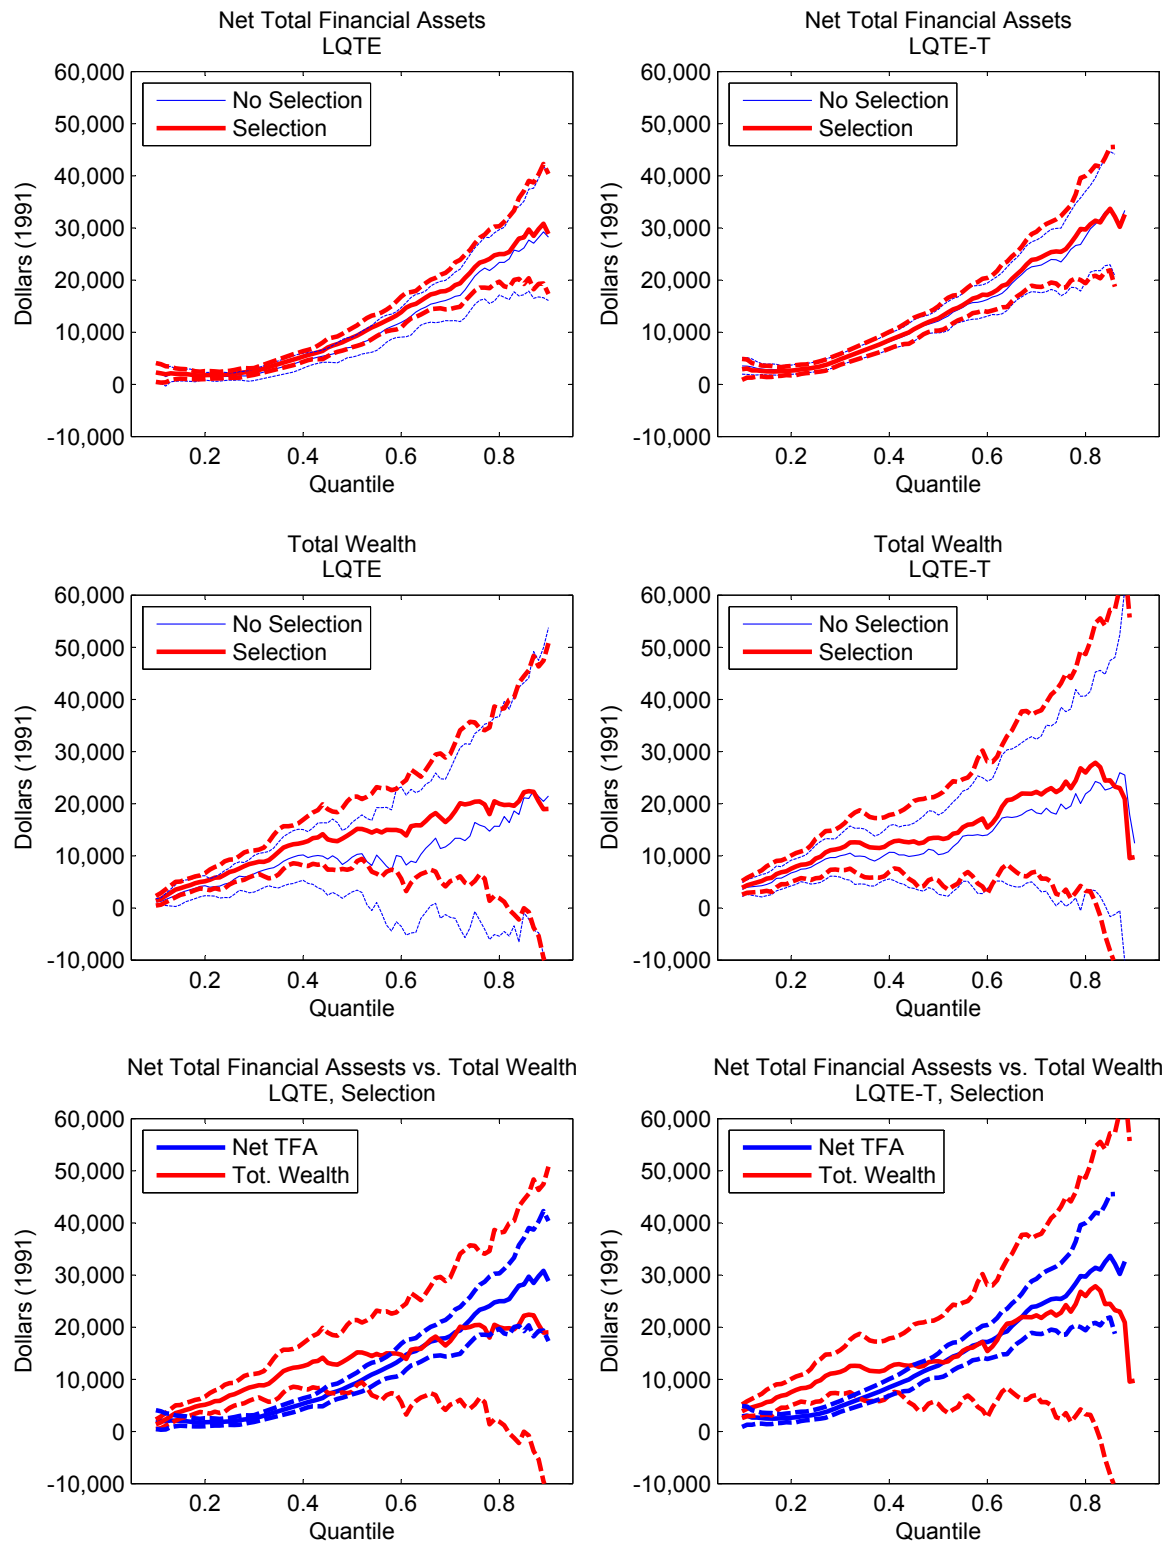 Net Total Financial Assets
LQTE
60,000
50,000
40,000
30,000
20,000
10,000
0
-10,000
Dollars (1991)
No Selection
Selection
0.2
0.4
0.6
0.8
Quantile
Net Total Financial Assets
LQTE-T
60,000
50,000
40,000
30,000
20,000
10,000
0
-10,000
Dollars (1991)
No Selection
Selection
0.2
0.4
0.6
0.8
Quantile
Total Wealth
LQTE
60,000
50,000
40,000
30,000
20,000
10,000
0
-10,000
Dollars (1991)
No Selection
Selection
0.2
0.4
0.6
0.8
Quantile
Total Wealth
LQTE-T
60,000
50,000
40,000
30,000
20,000
10,000
0
-10,000
Dollars (1991)
No Selection
Selection
0.2
0.4
0.6
0.8
Quantile
Net Total Financial Assests vs. Total Wealth
LQTE, Selection
60,000
50,000
40,000
30,000
20,000
10,000
0
-10,000
Dollars (1991)
Net TFA
Tot. Wealth
0.2
0.4
0.6
0.8
Quantile
Net Total Financial Assests vs. Total Wealth
LQTE-T, Selection
60,000
50,000
40,000
30,000
20,000
10,000
0
-10,000
Dollars (1991)
Net TFA
Tot. Wealth
0.2
0.4
0.6
0.8
Quantile